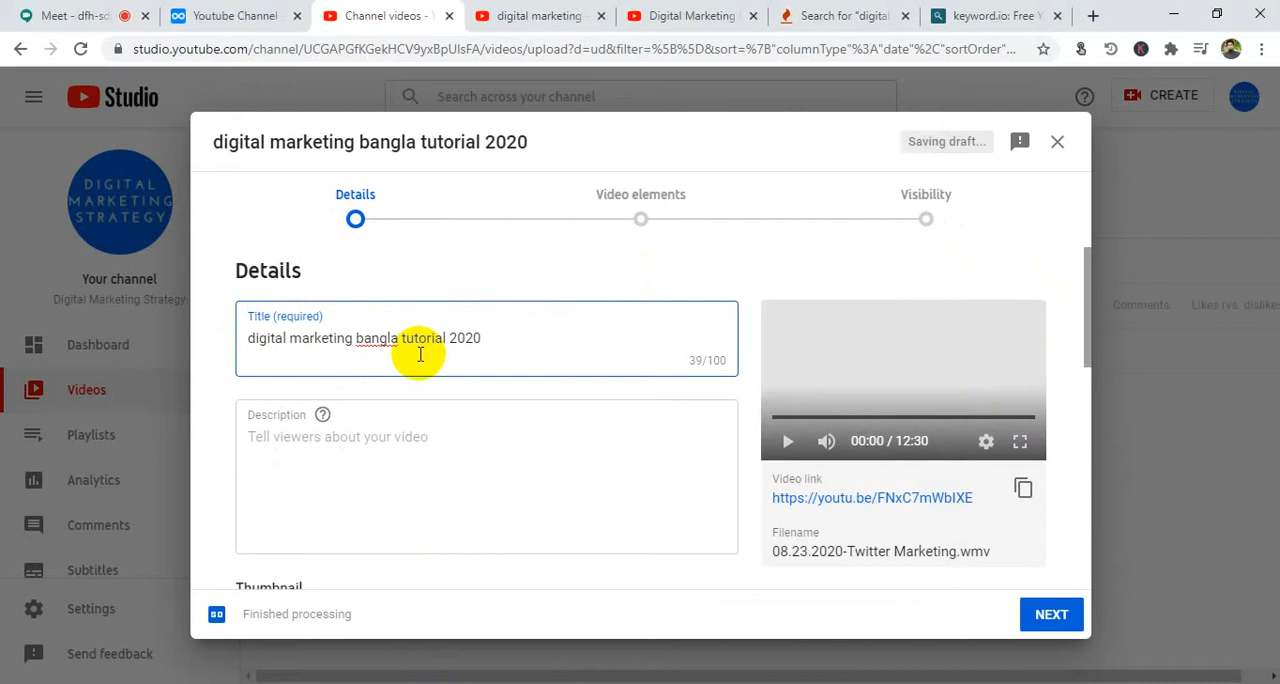 Meet - dfh-s
Youtube Channel
Channel videos - Y
digital marketing
Digital Marketing
Search for "digital
keyword.io: Free Y
studio.youtube.com/channel/UCGAPGfKGekHCV9yxBpUlsFA/videos/upload?d=ud&filter=%5B%5D&sort=%7B"columnType"%3A"date"%2C"sortOrder"...
Studio
Search across your channel
CREATE
digital marketing bangla tutorial 2020
Saving draft...
Details
Video elements
Visibility
DIGITAL
MARKETING
STRATEGY
Your channel
Digital Marketing Strategy
Dashboard
Videos
Playlists
Analytics
Comments
Subtitles
Settings
Send feedback
Details
Title (required)
digital marketing bangla tutorial 2020
39/100
Description
Tell viewers about your video
Thumbnail
00:00 / 12:30
Video link
https://youtu.be/FNxC7mWbIXE
Filename
08.23.2020-Twitter Marketing.wmv
Comments
Likes (vs. dislikes
SD
Finished processing
NEXT